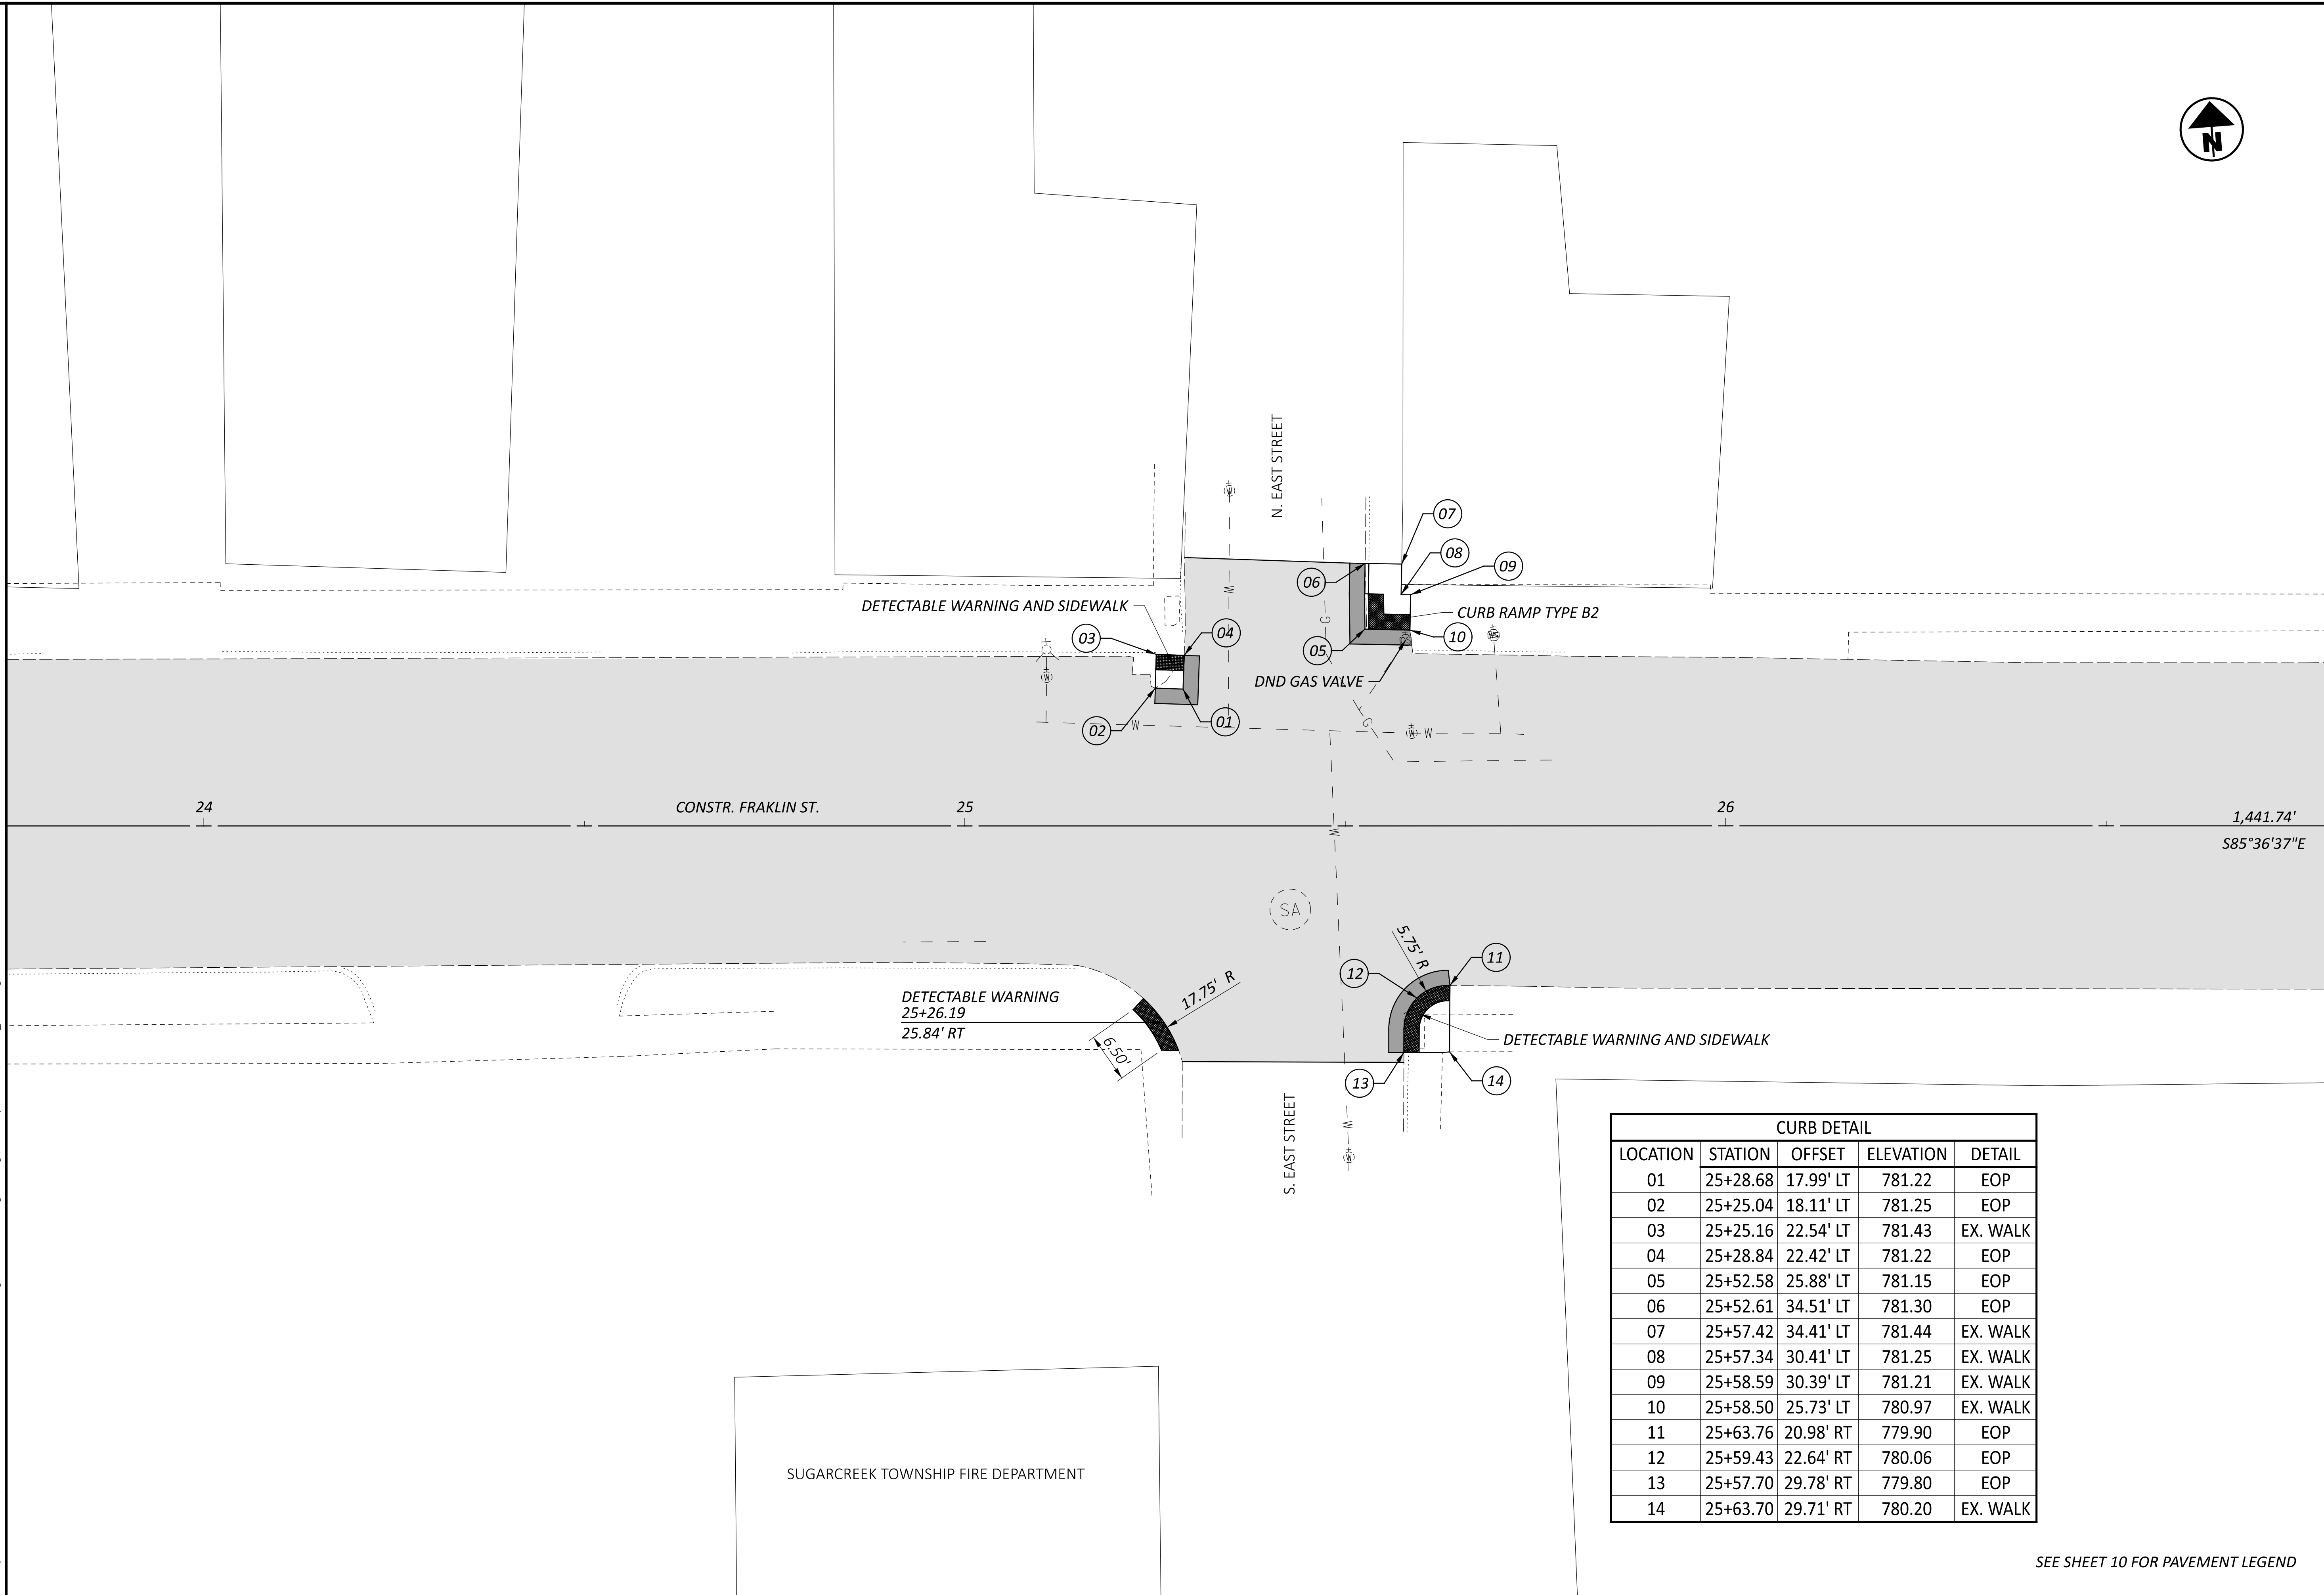 N
N. EAST STREET
(W)
W
G
07
08
09
06
DETECTABLE WARNING AND SIDEWALK
CURB RAMP TYPE B2
03
04
10
05
DND GAS VALVE
(W)
02
W
01
G
(W)
W
24
CONSTR. FRAKLIN ST.
25
26
1,441.74'
S85°36'37"E
W
SA
5.75' R
11
12
17.75' R
DETECTABLE WARNING
25+26.19
25.84' RT
6.50'
DETECTABLE WARNING AND SIDEWALK
13
14
S. EAST STREET
W
(W)
CURB DETAIL
LOCATION STATION OFFSET ELEVATION DETAIL
01 25+28.68 17.99' LT 781.22 EOP
02 25+25.04 18.11' LT 781.25 EOP
03 25+25.16 22.54' LT 781.43 EX. WALK
04 25+28.84 22.42' LT 781.22 EOP
05 25+52.58 25.88' LT 781.15 EOP
06 25+52.61 34.51' LT 781.30 EOP
07 25+57.42 34.41' LT 781.44 EX. WALK
08 25+57.34 30.41' LT 781.25 EX. WALK
09 25+58.59 30.39' LT 781.21 EX. WALK
10 25+58.50 25.73' LT 780.97 EX. WALK
11 25+63.76 20.98' RT 779.90 EOP
12 25+59.43 22.64' RT 780.06 EOP
13 25+57.70 29.78' RT 779.80 EOP
14 25+63.70 29.71' RT 780.20 EX. WALK
SUGARCREEK TOWNSHIP FIRE DEPARTMENT
SEE SHEET 10 FOR PAVEMENT LEGEND